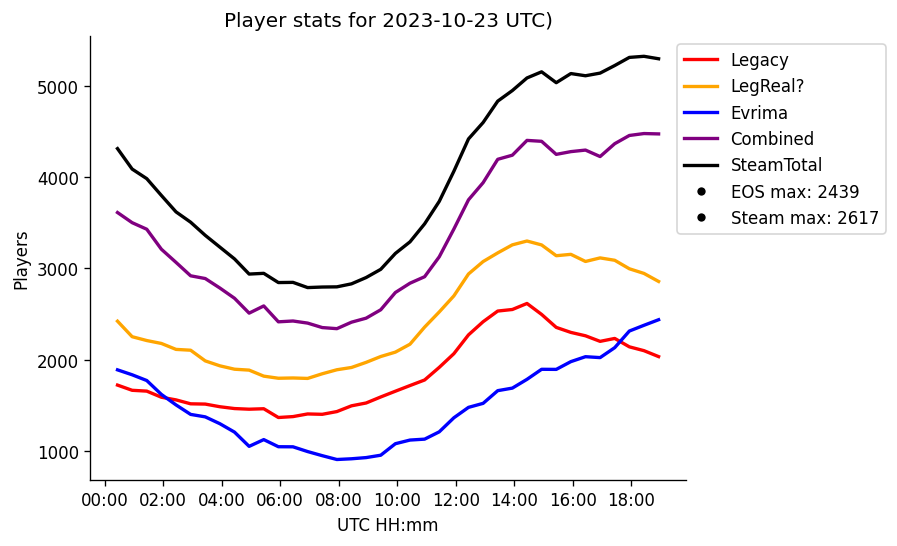 Player stats for 2023-10-23 UTC)
Legacy
LegReal?
Evrima
Combined
SteamTotal
EOS max: 2439
Steam max: 2617
Players
5000
4000
3000
2000
1000
00:00 02:00 04:00 06:00 08:00 10:00 12:00 14:00 16:00 18:00
UTC HH:mm